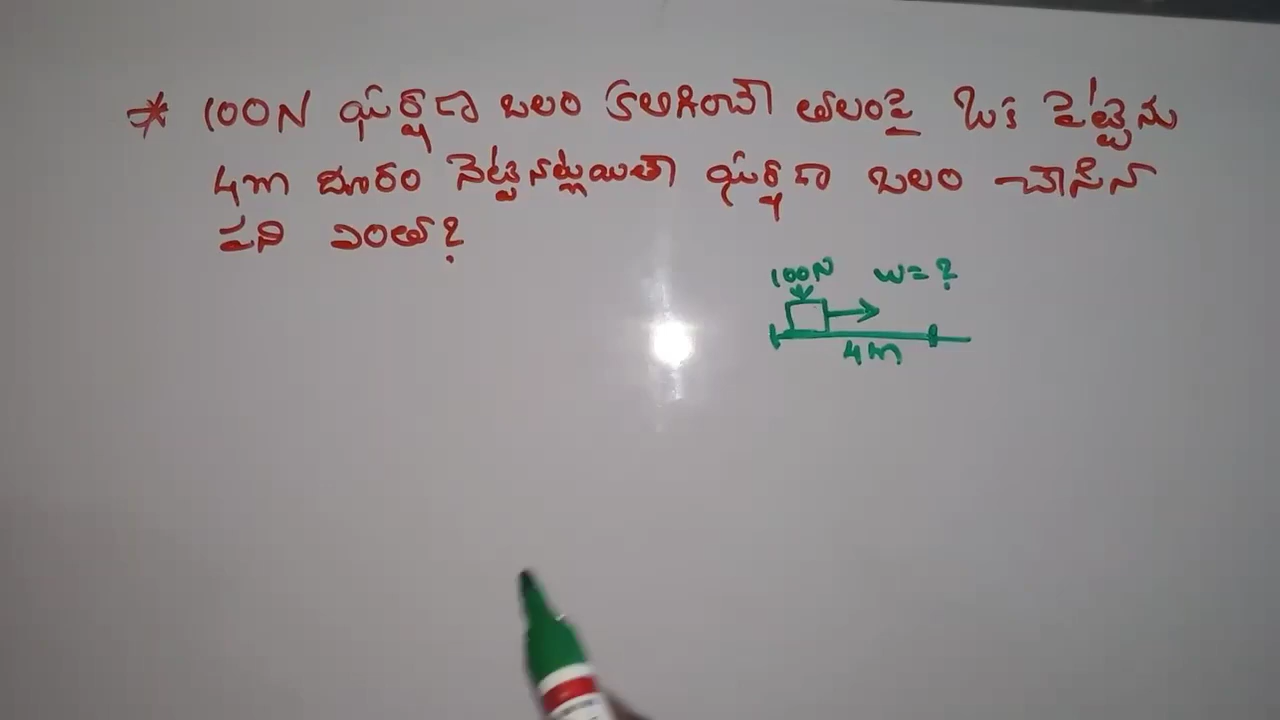 * 100N ఘర్షణ బలం కలిగించే తలంపై ఒక పెట్టెను
4m దూరం నెట్టినట్లయితే ఘర్షణ బలం చేసిన
పని ఎంత?
100N W = ?
4m